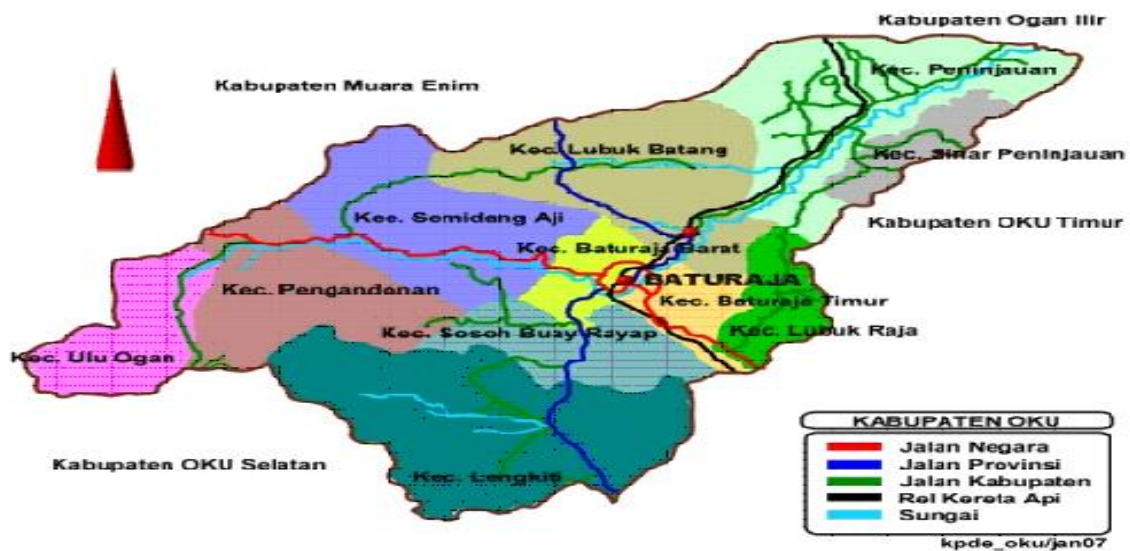 Kabupaten Ogan Ilir
Kabupaten Muara Enim
Kec. Peninjauan
Kec. Lubuk Batang
Kec. Sinar Peninjauan
Kec. Semidang Aji
Kabupaten OKU Timur
Kec. Baturaja Barat
BATURAJA
Kec. Pengandonan
Kec. Baturaja Timur
Kec. Sosoh Buay Rayap
Kec. Lubuk Raja
Kec. Ulu Ogan
Kabupaten OKU Selatan
Kec. Lengkiti
KABUPATEN OKU
Jalan Negara
Jalan Provinsi
Jalan Kabupaten
Rel Kereta Api
Sungai
kpde_oku/jan07